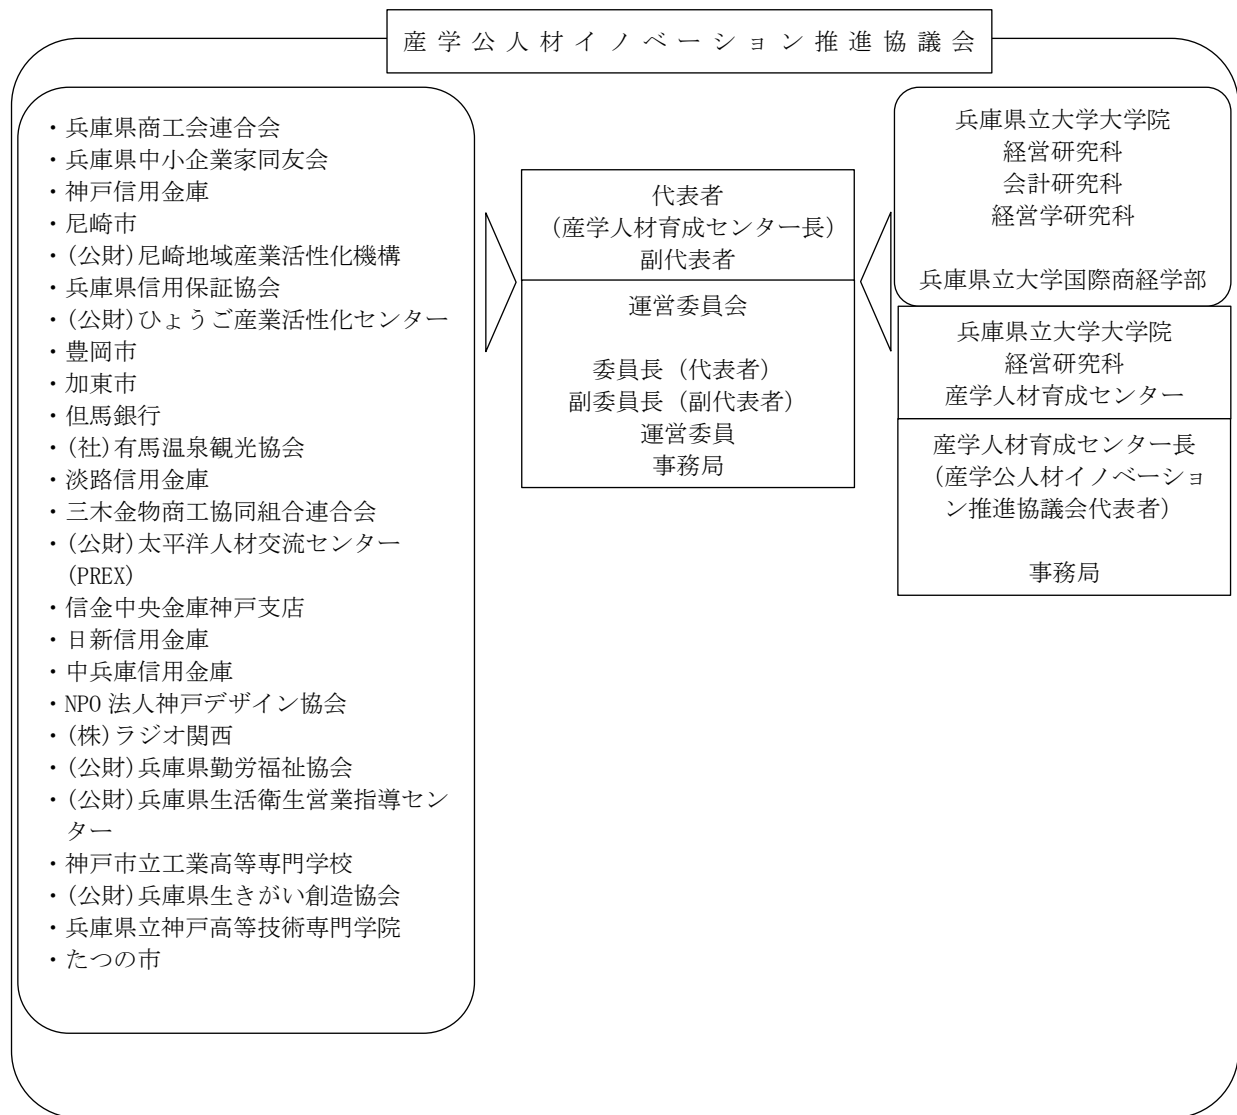 産学公人材イノベーション推進協議会
・兵庫県商工会連合会
・兵庫県中小企業家同友会
・神戸信用金庫
・尼崎市
・(公財)尼崎地域産業活性化機構
・兵庫県信用保証協会
・(公財)ひょうご産業活性化センター
・豊岡市
・加東市
・但馬銀行
・(社)有馬温泉観光協会
・淡路信用金庫
・三木金物商工協同組合連合会
・(公財)太平洋人材交流センター
(PREX)
・信金中央金庫神戸支店
・日新信用金庫
・中兵庫信用金庫
・NPO法人神戸デザイン協会
・(株)ラジオ関西
・(公財)兵庫県勤労福祉協会
・(公財)兵庫県生活衛生営業指導セン
ター
・神戸市立工業高等専門学校
・(公財)兵庫県生きがい創造協会
・兵庫県立神戸高等技術専門学院
・たつの市
代表者
(産学人材育成センター長)
副代表者
運営委員会
委員長（代表者）
副委員長（副代表者）
運営委員
事務局
兵庫県立大学大学院
経営研究科
会計研究科
経営学研究科
兵庫県立大学国際商経学部
兵庫県立大学大学院
経営研究科
産学人材育成センター
産学人材育成センター長
（産学公人材イノベーショ
ン推進協議会代表者）
事務局